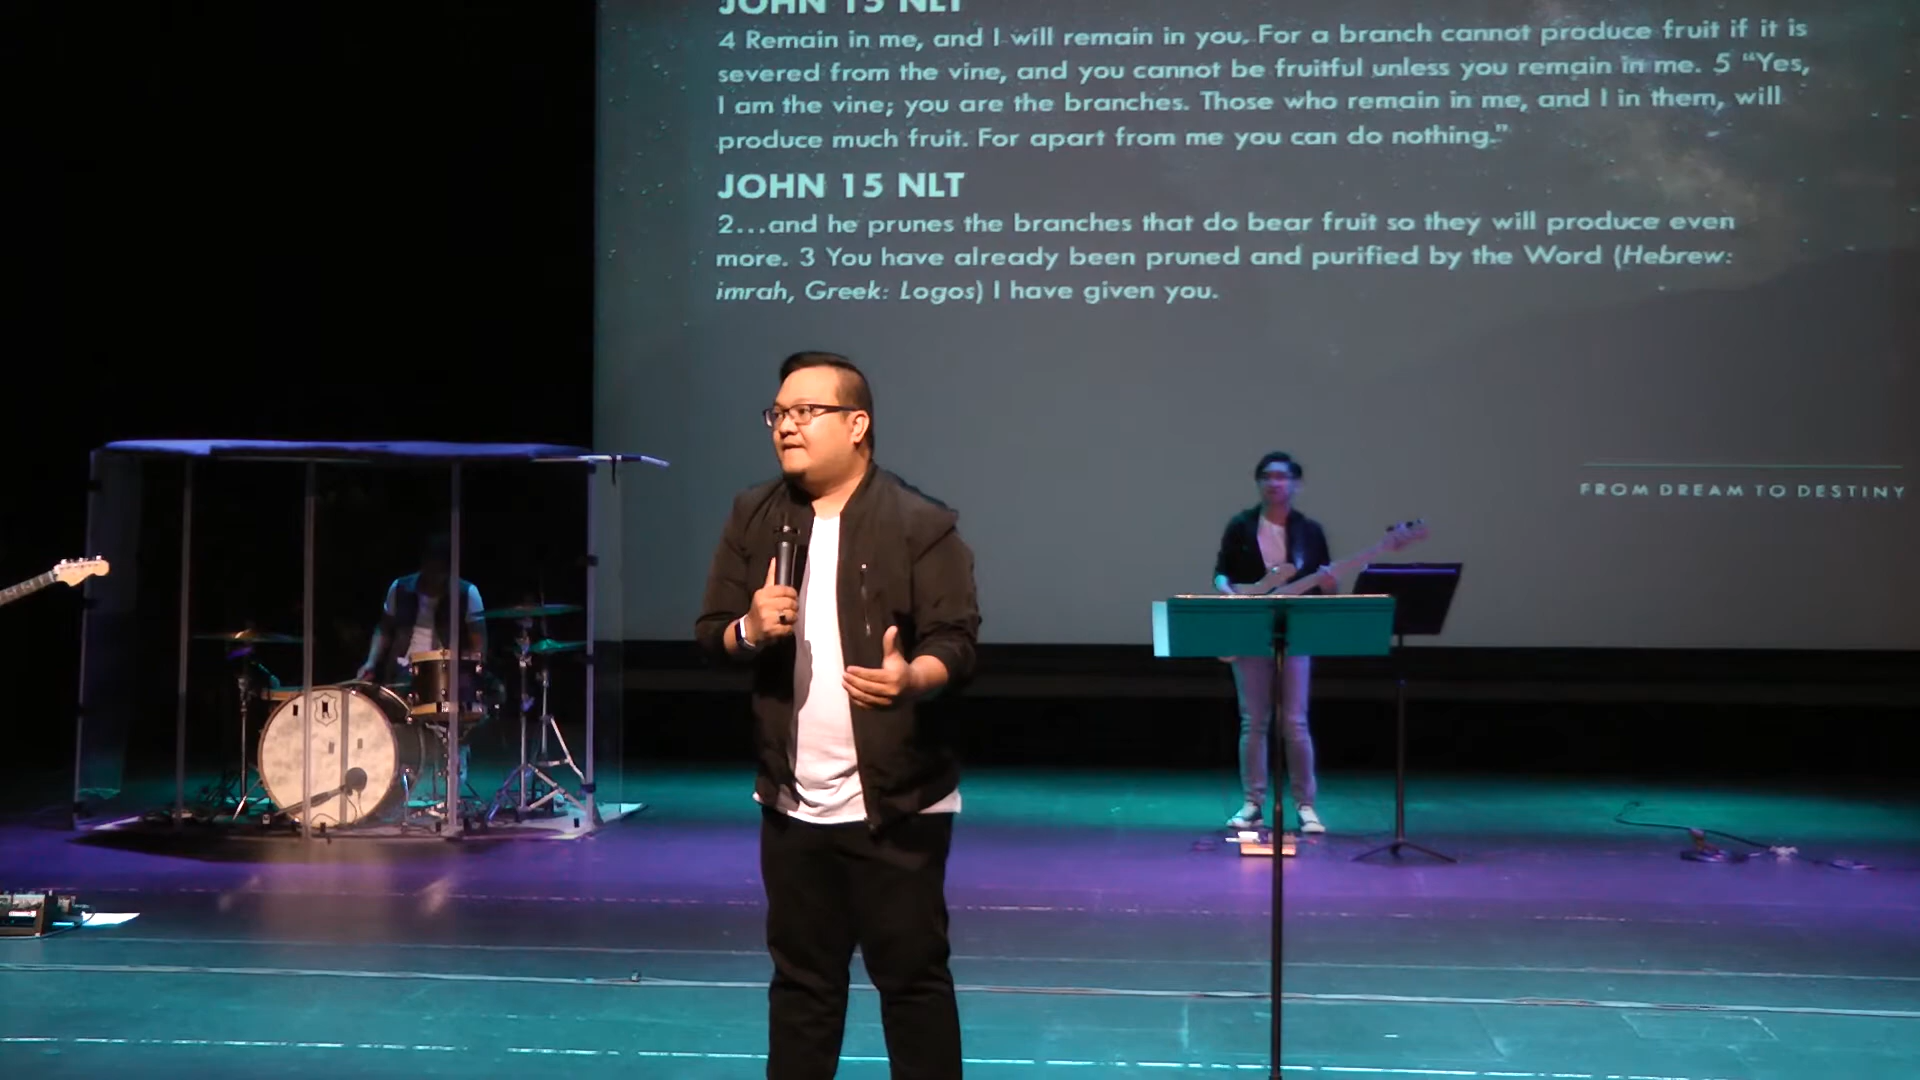 JOHN 15 NLT
4 Remain in me, and I will remain in you. For a branch cannot produce fruit if it is
severed from the vine, and you cannot be fruitful unless you remain in me. 5 “Yes,
I am the vine; you are the branches. Those who remain in me, and I in them, will
produce much fruit. For apart from me you can do nothing.”
JOHN 15 NLT
2...and he prunes the branches that do bear fruit so they will produce even
more. 3 You have already been pruned and purified by the Word (Hebrew:
imrah, Greek: Logos) I have given you.
FROM DREAM TO DESTINY